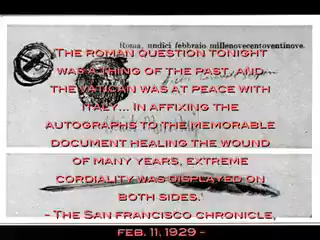 Roma, undici febbraio millenovecentoventinove.
"The roman question tonight
was a thing of the past, and
the vatican was at peace with
Italy... In affixing the
autographs to the memorable
document healing the wound
of many years, extreme
cordiality was displayed on
both sides."
- The San francisco chronicle,
feb. 11, 1929 -